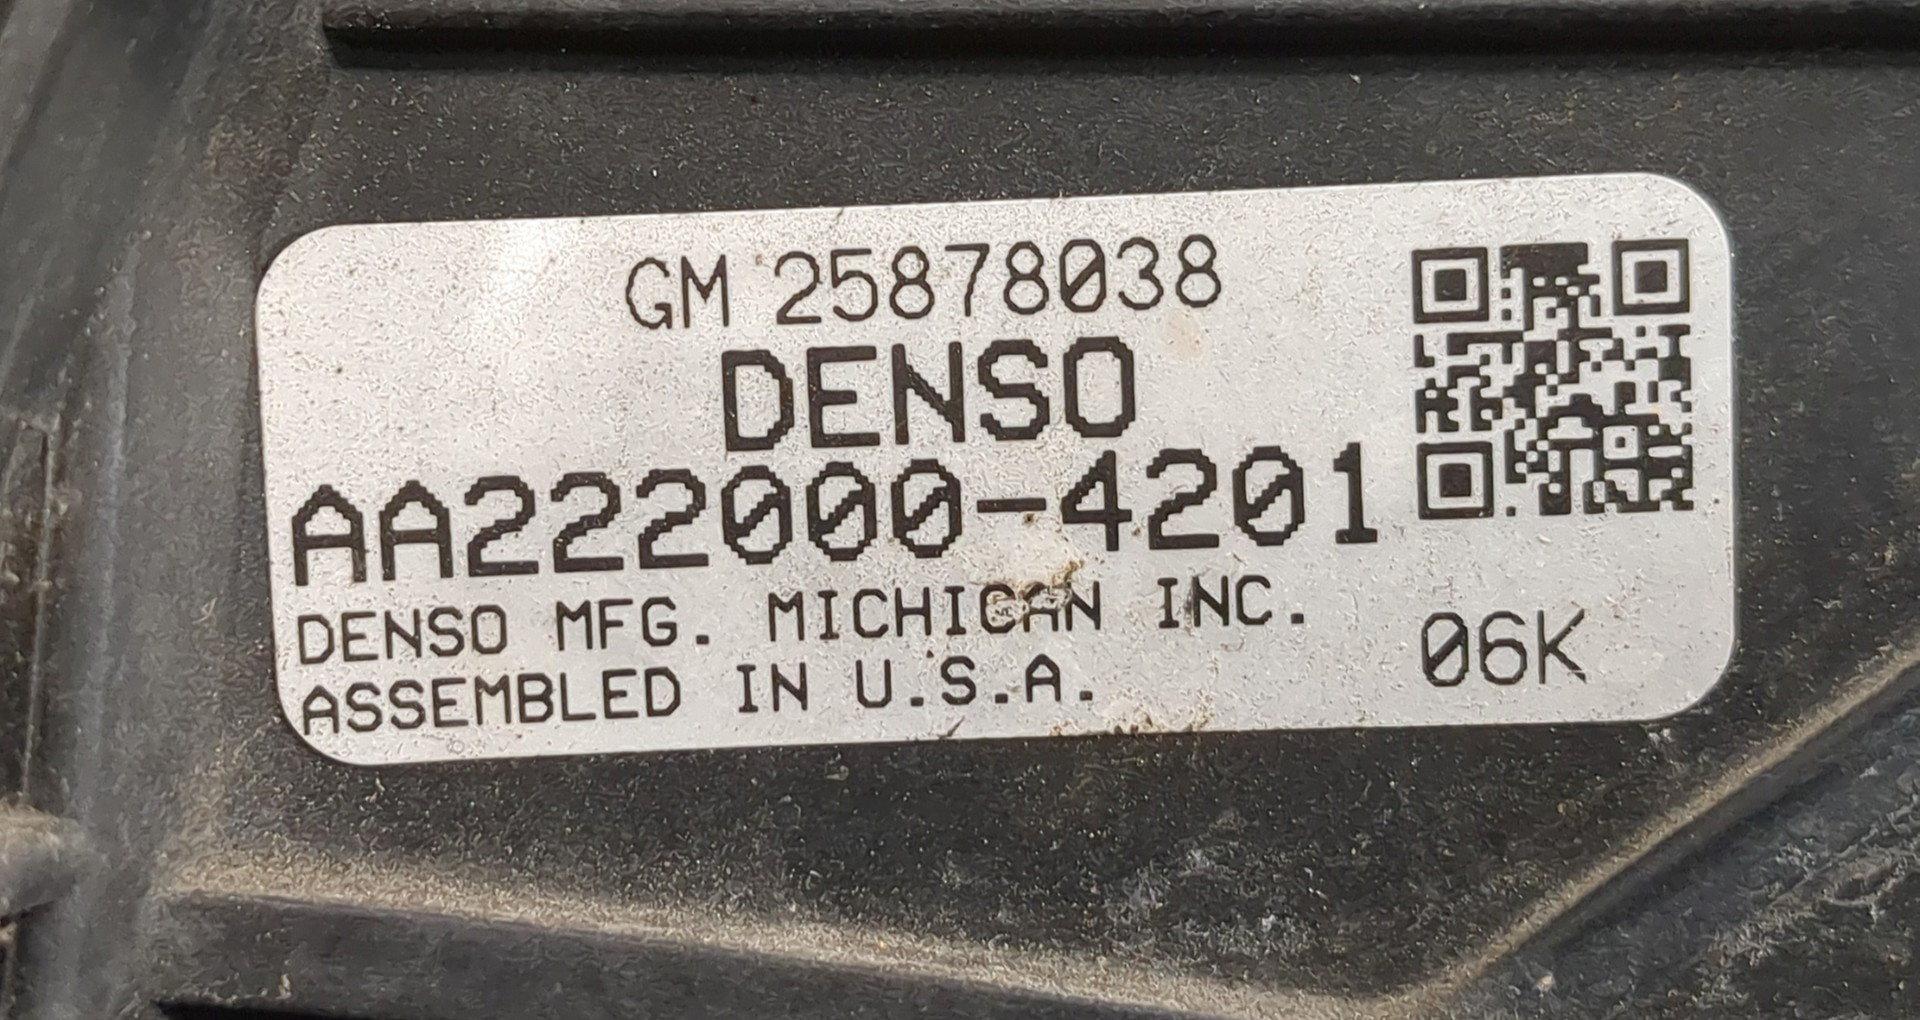 GM 25878038
DENSO
AA222000-4201
DENSO MFG. MICHIGAN INC.
ASSEMBLED IN U.S.A.
06K